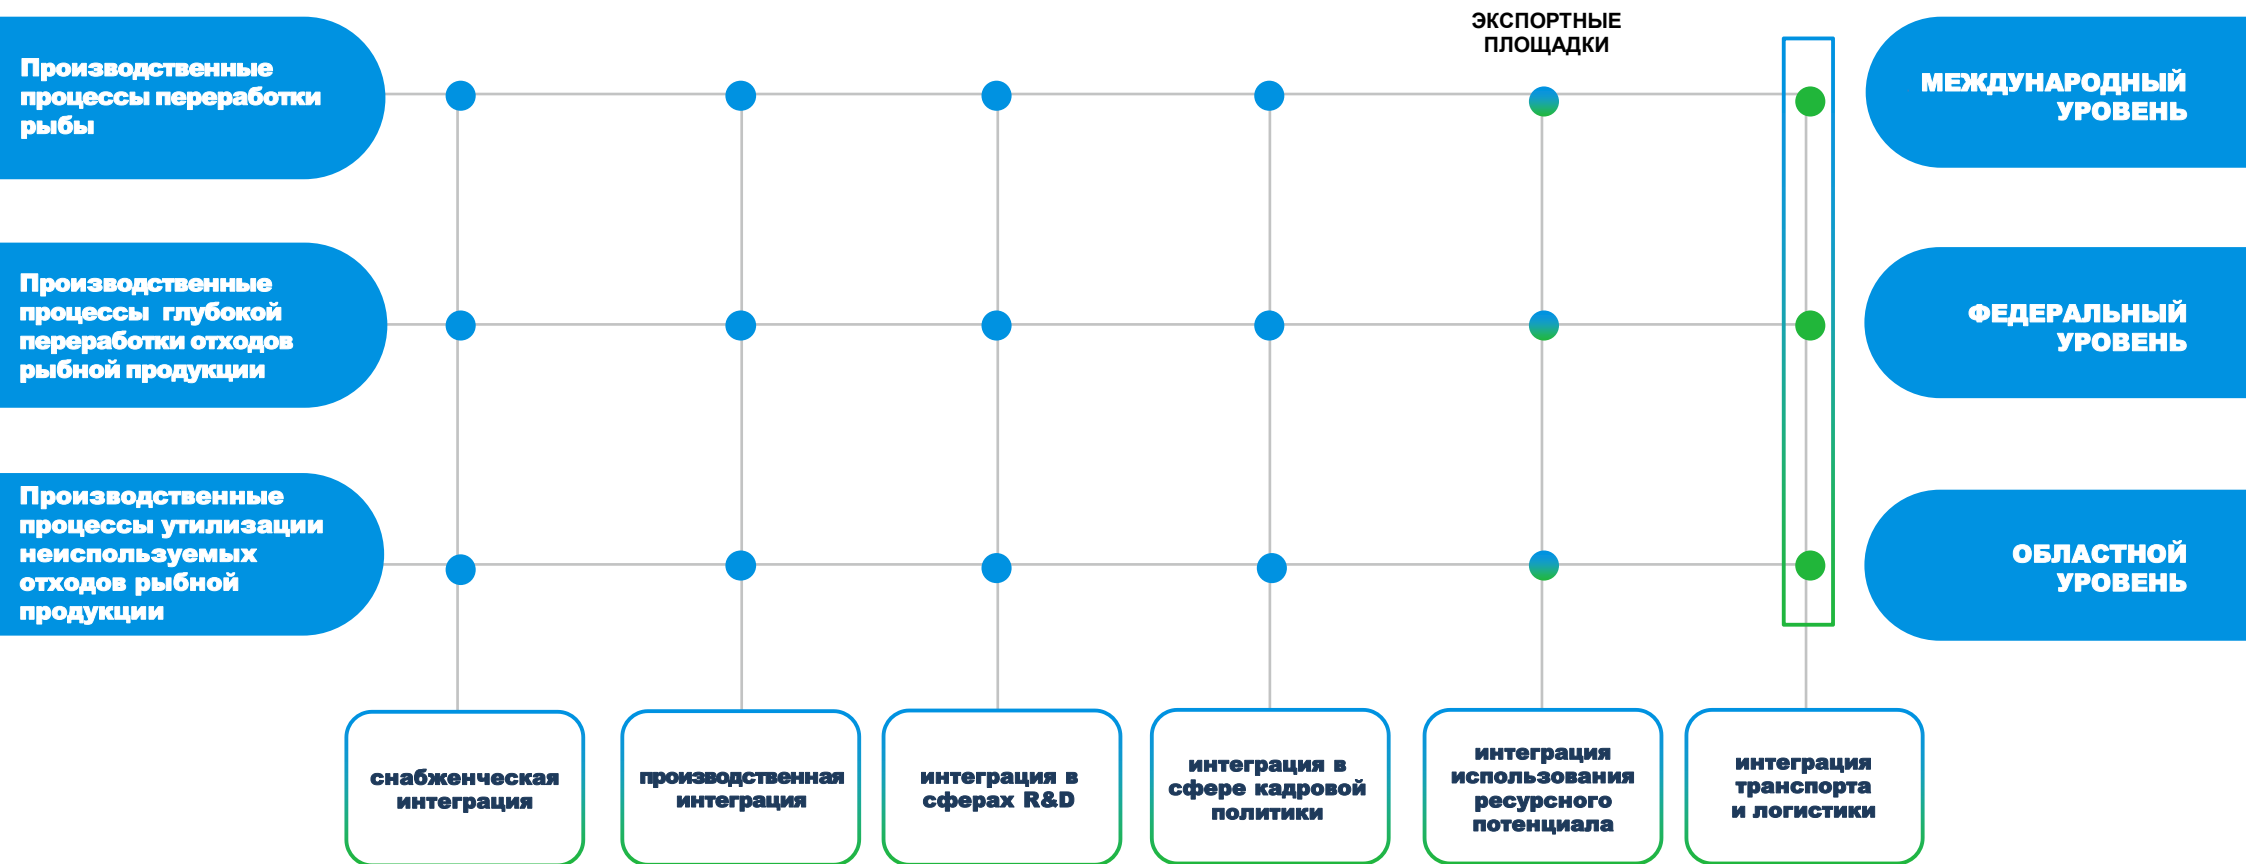 ЭКСПОРТНЫЕ
ПЛОЩАДКИ
Производственные
процессы переработки
рыбы
МЕЖДУНАРОДНЫЙ
УРОВЕНЬ
Производственные
процессы глубокой
переработки отходов
рыбной продукции
ФЕДЕРАЛЬНЫЙ
УРОВЕНЬ
Производственные
процессы утилизации
неиспользуемых
отходов рыбной
продукции
ОБЛАСТНОЙ
УРОВЕНЬ
снабженческая
интеграция
производственная
интеграция
интеграция в
сферах R&D
интеграция в
сфере кадровой
политики
интеграция
использования
ресурсного
потенциала
интеграция
транспорта
и логистики